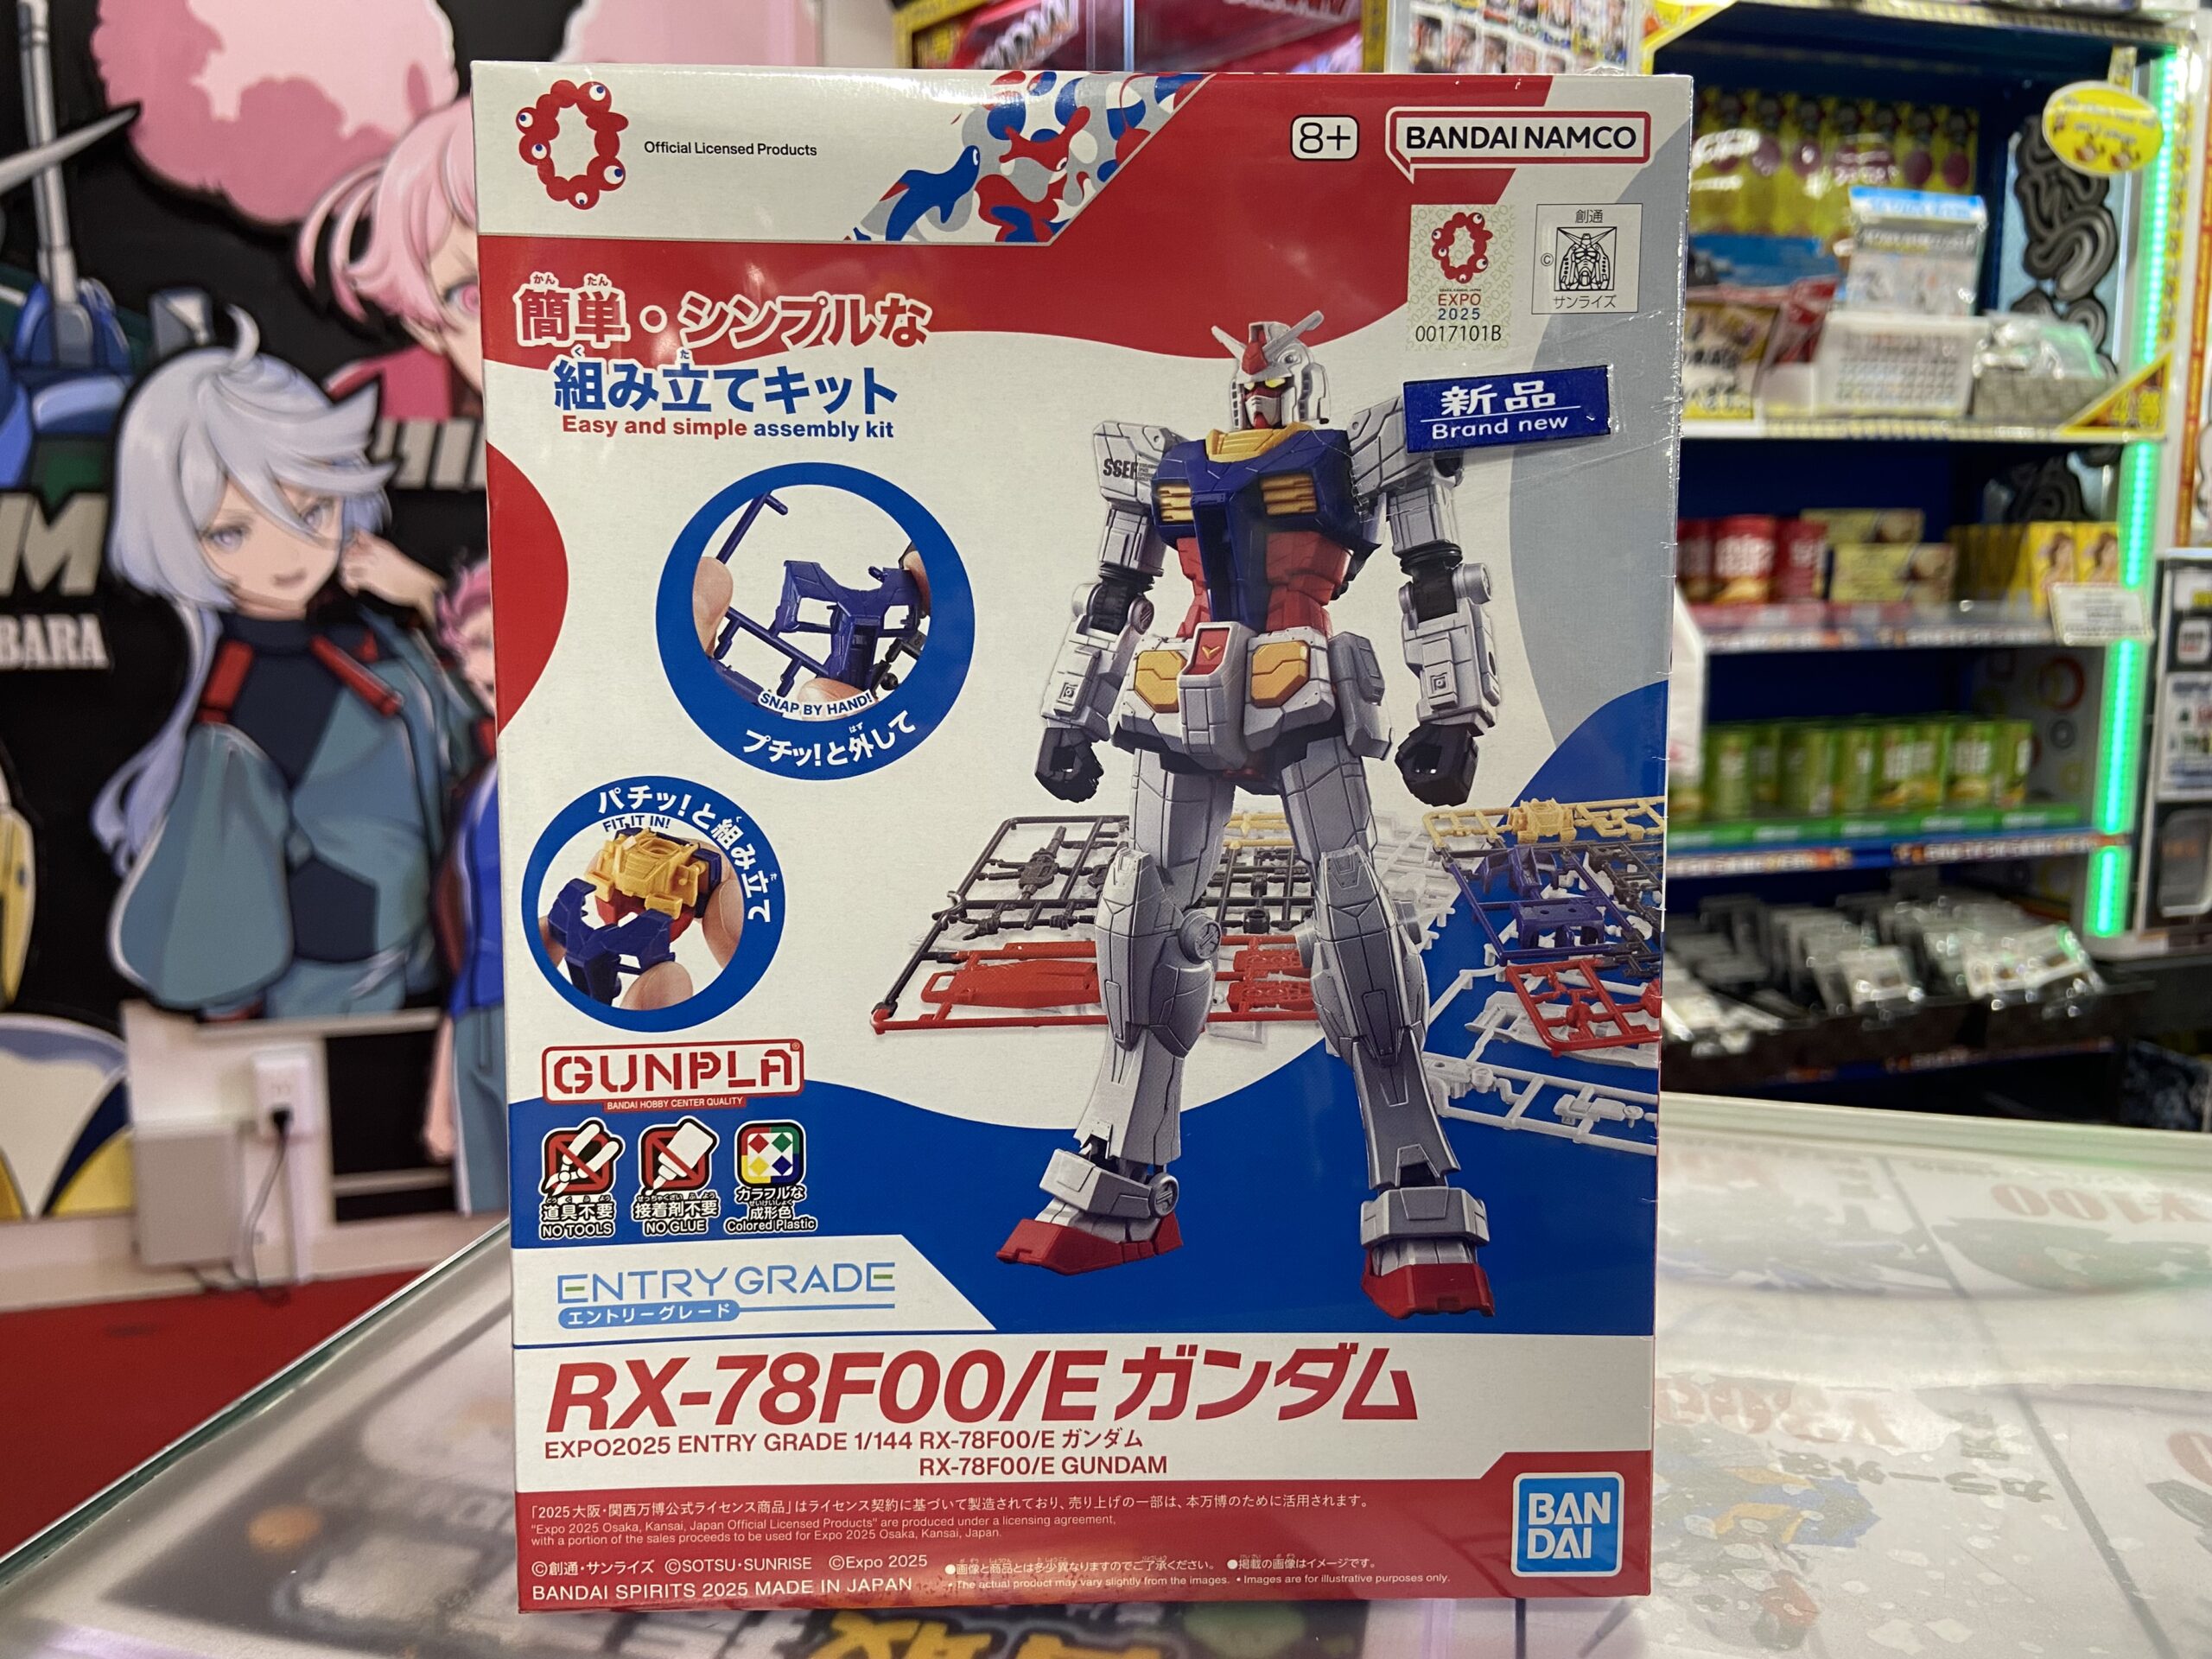 Official Licensed Products
8+
BANDAI NAMCO
EXPO
2025
0017101B
創通
©
サンライズ
新品
Brand new
かん たん
簡単・シンプルな
く た
組み立てキット
Easy and simple assembly kit
SSEF
SNAP BY HAND!
はず
プチッ!と外して
パチッ!と組み立て
FIT IT IN!
GUNPLA®
BANDAI HOBBY CENTER QUALITY
道具不要
NO TOOLS
接着剤不要
NO GLUE
カラフルな
成形色
Colored Plastic
ENTRY GRADE
エントリーグレード
RX-78F00/E ガンダム
EXPO2025 ENTRY GRADE 1/144 RX-78F00/E ガンダム
RX-78F00/E GUNDAM
「2025大阪・関西万博公式ライセンス商品」はライセンス契約に基づいて製造されており、売り上げの一部は、本万博のために活用されます。
"Expo 2025 Osaka, Kansai, Japan Official Licensed Products" are produced under a licensing agreement,
with a portion of the sales proceeds to be used for Expo 2025 Osaka, Kansai, Japan.
©創通・サンライズ ©SOTSU・SUNRISE ©Expo 2025
BANDAI SPIRITS 2025 MADE IN JAPAN
●画像と商品とは多少異なりますのでご了承ください。 ●掲載の画像はイメージです。
• The actual product may vary slightly from the images. • Images are for illustrative purposes only.
BAN
DAI
BARA
¥100